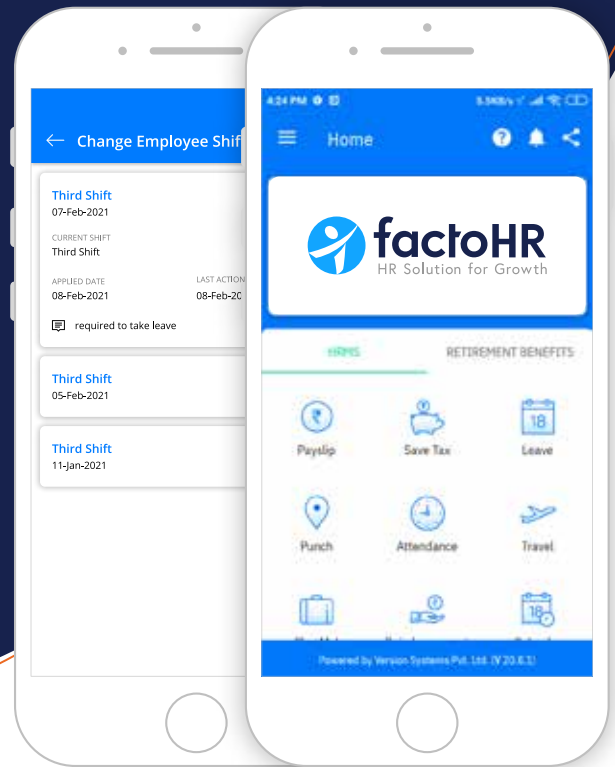 Change Employee Shif
Third Shift
07-Feb-2021
CURRENT SHIFT
Third Shift
APPLIED DATE
LAST ACTION
08-Feb-2021
08-Feb-20
required to take leave
Third Shift
05-Feb-2021
Third Shift
11-Jan-2021
4:24 PM
Home
factoHR
HR Solution for Growth
HRMS
RETIREMENT BENEFITS
Payslip
Save Tax
Leave
18
Punch
Attendance
Travel
18
Powered by Version Systems Pvt. Ltd. (V 20.6.1)